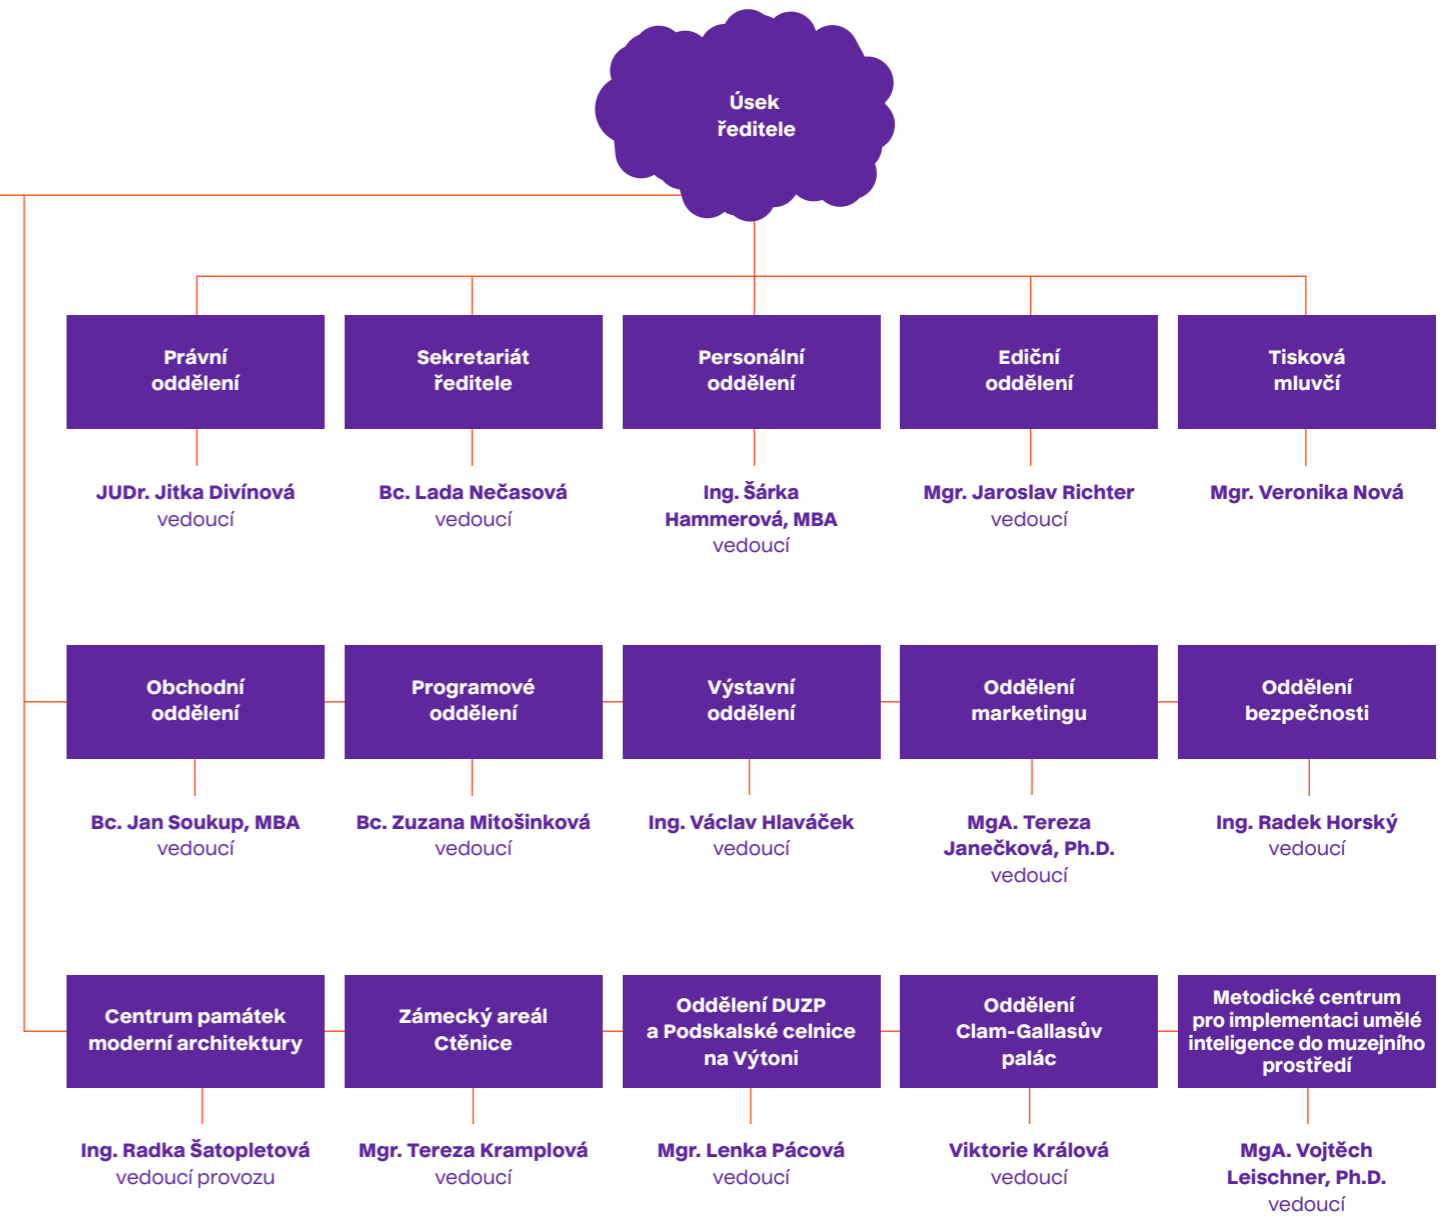 Úsek
ředitele
Právní
oddělení
Sekretariát
ředitele
Personální
oddělení
Ediční
oddělení
Tisková
mluvčí
JUDr. Jitka Divínová
vedoucí
Bc. Lada Nečasová
vedoucí
Ing. Šárka
Hammerová, MBA
vedoucí
Mgr. Jaroslav Richter
vedoucí
Mgr. Veronika Nová
Obchodní
oddělení
Programové
oddělení
Výstavní
oddělení
Oddělení
marketingu
Oddělení
bezpečnosti
Bc. Jan Soukup, MBA
vedoucí
Bc. Zuzana Mitošinková
vedoucí
Ing. Václav Hlaváček
vedoucí
MgA. Tereza
Janečková, Ph.D.
vedoucí
Ing. Radek Horský
vedoucí
Centrum památek
moderní architektury
Zámecký areál
Ctěnice
Oddělení DUZP
a Podskalské celnice
na Výtoni
Oddělení
Clam-Gallasův
palác
Metodické centrum
pro implementaci umělé
inteligence do muzejního
prostředí
Ing. Radka Šatopletová
vedoucí provozu
Mgr. Tereza Kramplová
vedoucí
Mgr. Lenka Pácová
vedoucí
Viktorie Králová
vedoucí
MgA. Vojtěch
Leischner, Ph.D.
vedoucí